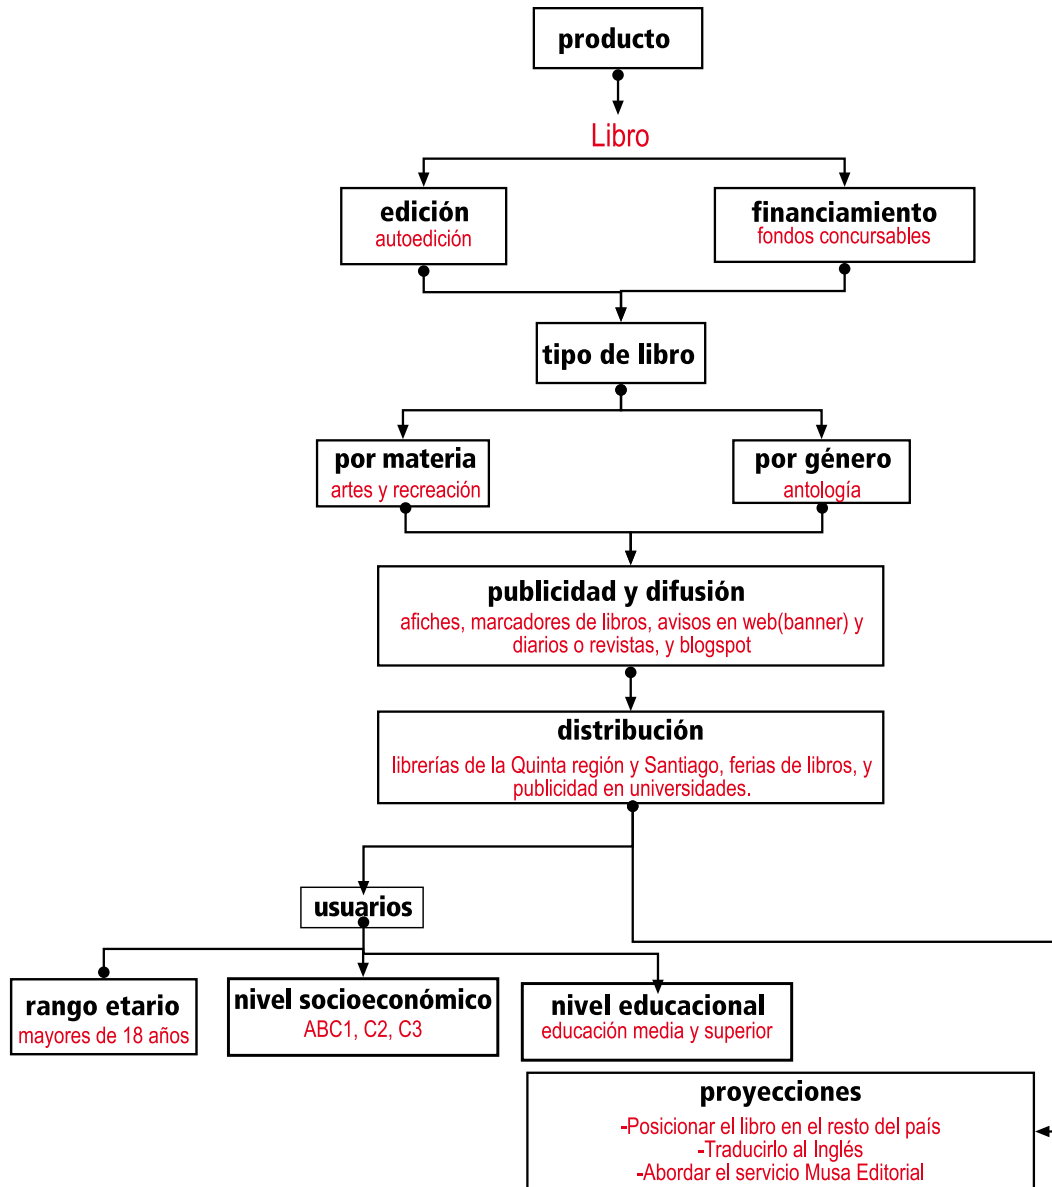 producto
Libro
edición
autoedición
financiamiento
fondos concursables
tipo de libro
por materia
artes y recreación
por género
antología
publicidad y difusión
afiches, marcadores de libros, avisos en web(banner) y
diarios o revistas, y blogspot
distribución
librerías de la Quinta región y Santiago, ferias de libros, y
publicidad en universidades.
usuarios
rango etario
mayores de 18 años
nivel socioeconómico
ABC1, C2, C3
nivel educacional
educación media y superior
proyecciones
-Posicionar el libro en el resto del país
-Traducirlo al Inglés
-Abordar el servicio Musa Editorial